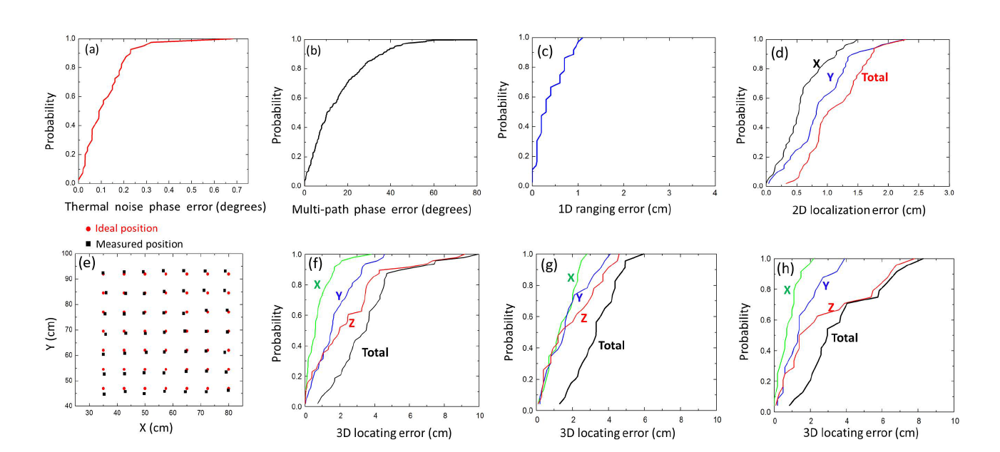 (a)
1.0
0.8
0.6
0.4
0.2
0.0
Probability
0.0 0.1 0.2 0.3 0.4 0.5 0.6 0.7
Thermal noise phase error (degrees)
(b)
1.0
0.8
0.6
0.4
0.2
0.0
Probability
0 20 40 60 80
Multi-path phase error (degrees)
(c)
1.0
0.8
0.6
0.4
0.2
0.0
Probability
0 1 2 3 4
1D ranging error (cm)
(d)
1.0
0.8
0.6
0.4
0.2
0.0
Probability
X
Y
Total
0.0 0.5 1.0 1.5 2.0 2.5 3.0
2D localization error (cm)
Ideal position
Measured position
(e)
100
90
80
70
60
50
40
Y (cm)
30 40 50 60 70 80
X (cm)
(f)
1.0
0.8
0.6
0.4
0.2
0.0
Probability
X
Y
Z
Total
0 2 4 6 8 10
3D locating error (cm)
(g)
1.0
0.8
0.6
0.4
0.2
0.0
Probability
X
Y
Z
Total
0 2 4 6 8 10
3D locating error (cm)
(h)
1.0
0.8
0.6
0.4
0.2
0.0
Probability
X
Y
Z
Total
0 2 4 6 8 10
3D locating error (cm)